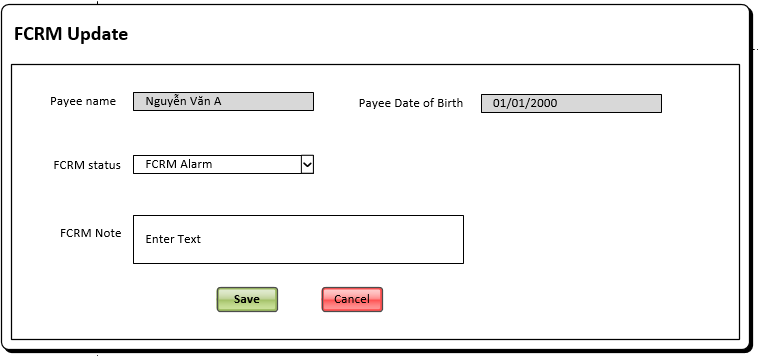 FCRM Update
Payee name Nguyễn Văn A Payee Date of Birth 01/01/2000
FCRM status FCRM Alarm
FCRM Note Enter Text
Save Cancel